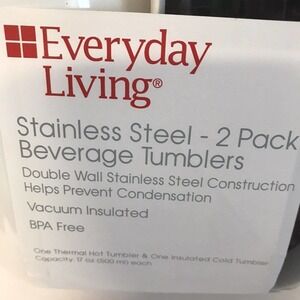 Everyday
Living®
Stainless Steel - 2 Pack
Beverage Tumblers
Double Wall Stainless Steel Construction
Helps Prevent Condensation
Vacuum Insulated
BPA Free
One Thermal Hot Tumbler & One Insulated Cold Tumbler
Capacity: 17 oz (500 ml) each